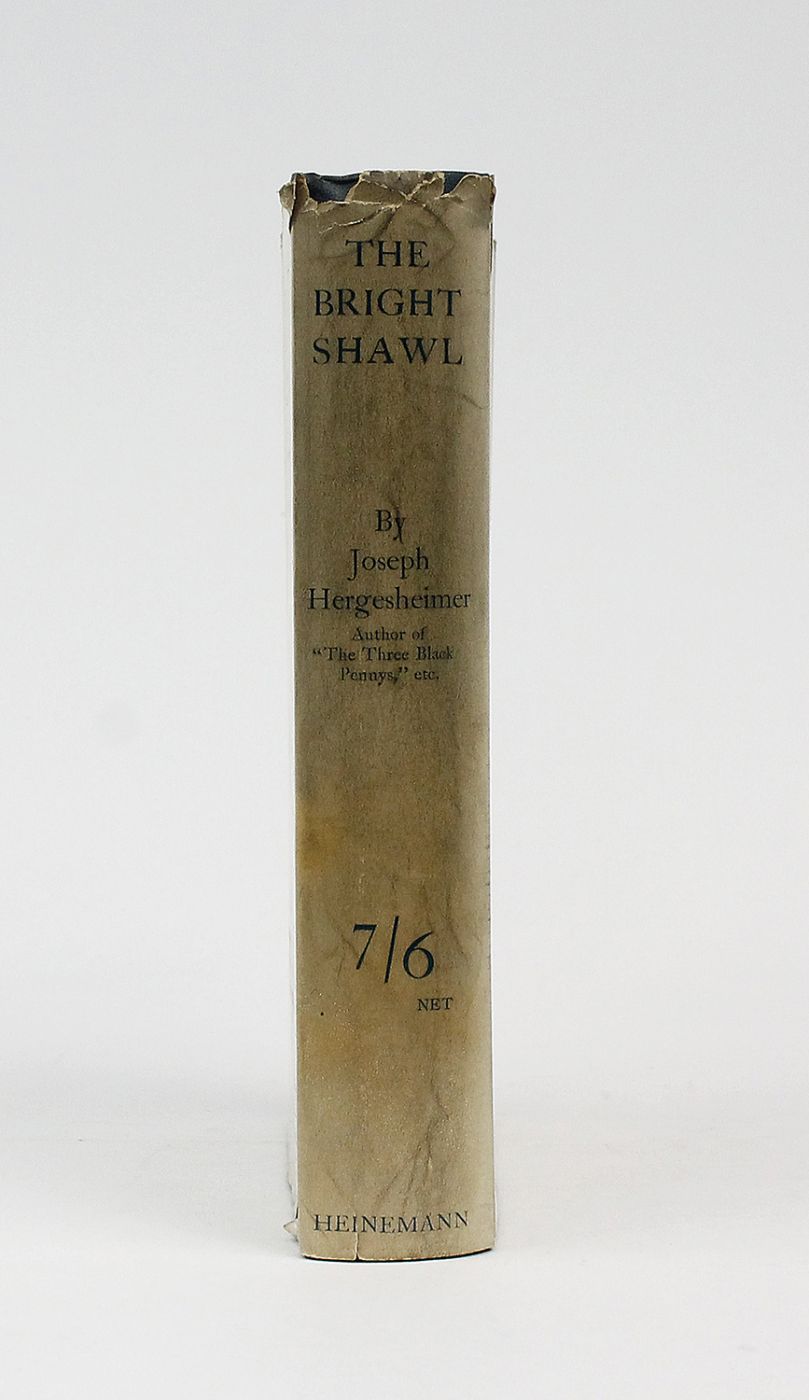 THE
BRIGHT
SHAWL
By
Joseph
Hergesheimer
Author of
“The Three Black
Pennys,” etc.
7/6
NET
HEINEMANN